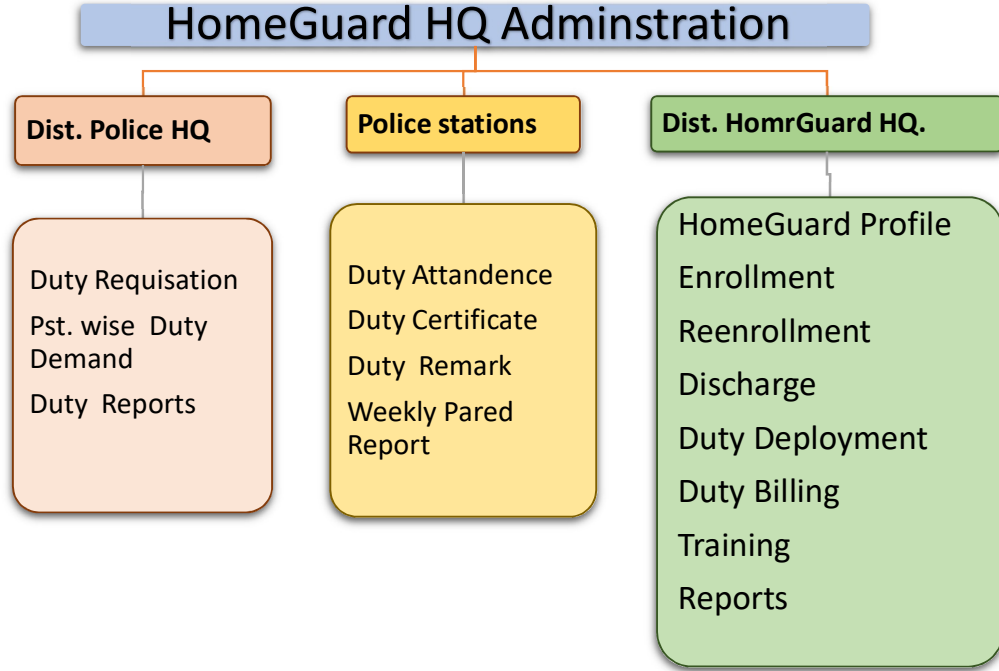 HomeGuard HQ Adminstration
Dist. Police HQ
Duty Requisation
Pst. wise Duty
Demand
Duty Reports
Police stations
Duty Attandence
Duty Certificate
Duty Remark
Weekly Pared
Report
Dist. HomrGuard HQ.
HomeGuard Profile
Enrollment
Reenrollment
Discharge
Duty Deployment
Duty Billing
Training
Reports